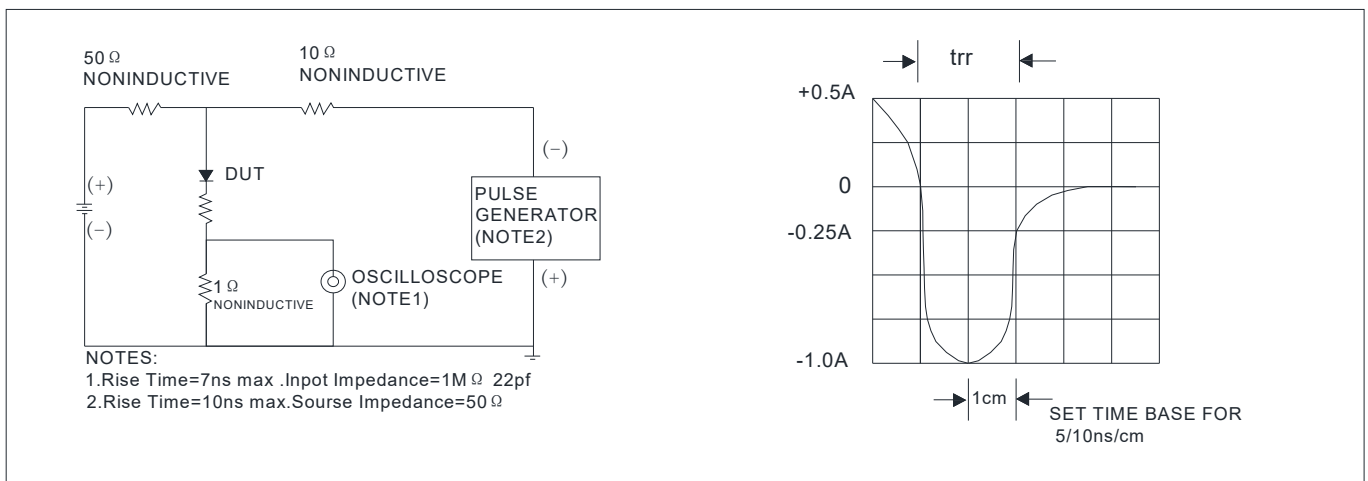 50 Ω
NONINDUCTIVE
10 Ω
NONINDUCTIVE
(+)
(−)
DUT
1 Ω
NONINDUCTIVE
OSCILLOSCOPE
(NOTE1)
(−)
PULSE
GENERATOR
(NOTE2)
(+)
NOTES:
1.Rise Time=7ns max .Inpot Impedance=1M Ω 22pf
2.Rise Time=10ns max.Sourse Impedance=50 Ω
trr
+0.5A
0
-0.25A
-1.0A
1cm
SET TIME BASE FOR
5/10ns/cm